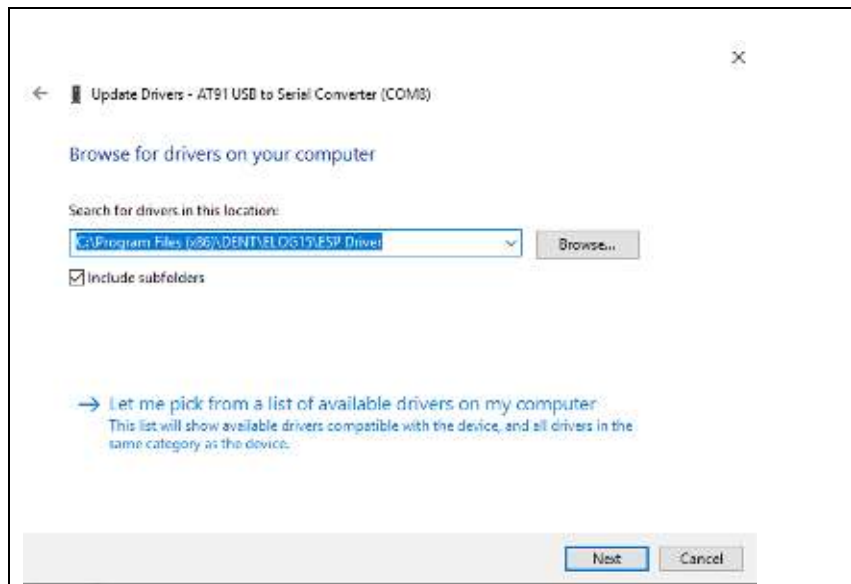 Update Drivers - AT91 USB to Serial Converter (COM8)
Browse for drivers on your computer
Search for drivers in this location:
C:\Program Files (x86)\DENT\ELOG15\ESP Driver
Browse...
Include subfolders
Let me pick from a list of available drivers on my computer
This list will show available drivers compatible with the device, and all drivers in the
same category as the device.
Next
Cancel